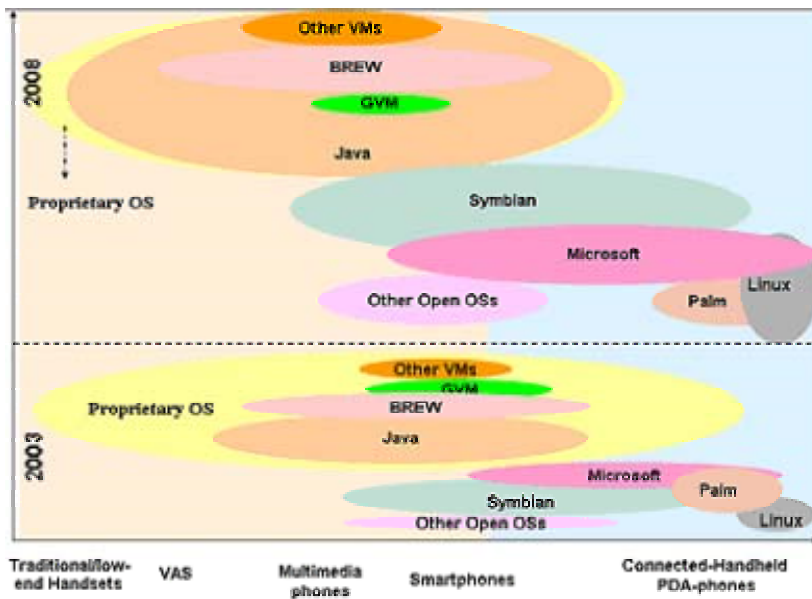 Other VMs
2008
BREW
GVM
Java
Proprietary OS
Symbian
Microsoft
Linux
Other Open OSs
Palm
2003
Other VMs
GVM
Proprietary OS
BREW
Java
Microsoft
Palm
Symbian
Linux
Other Open OSs
Traditional/low-
end Handsets
VAS
Multimedia
phones
Smartphones
Connected-Handheld
PDA-phones